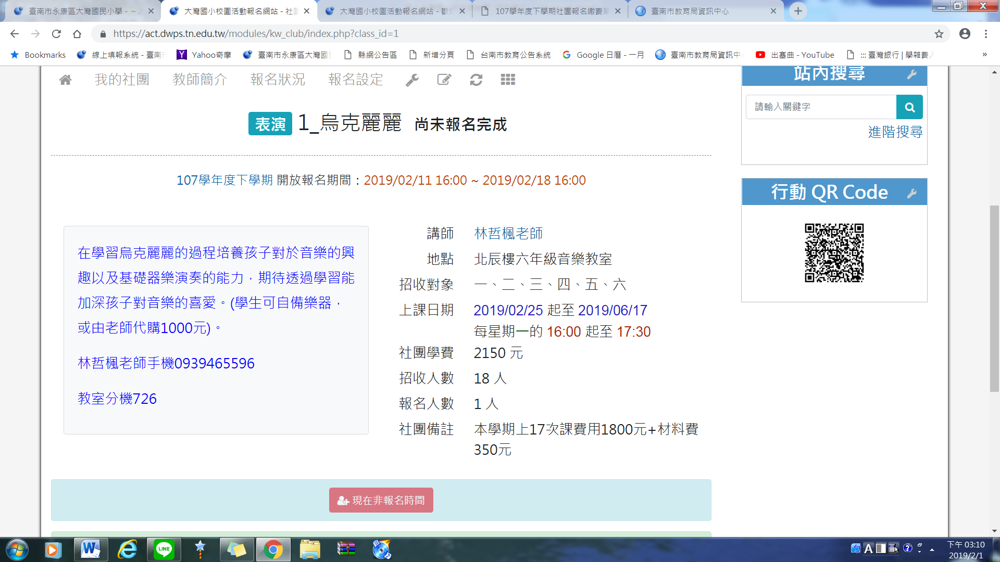 臺南市永康區大灣國民小學 - ~
大灣國小校園活動報名網站 - 社團
大灣國小校園活動報名網站 - 歡迎
107學年度下學期社團報名繳費單
臺南市教育局資訊中心
https://act.dwps.tn.edu.tw/modules/kw_club/index.php?class_id=1
Bookmarks
線上填報系統 - 臺南市
Yahoo奇摩
臺南市永康區大灣國
縣網公告區
新增分頁
台南市教育公告系統
Google 日曆 - 一月
臺南市教育局資訊中
出塞曲 - YouTube
::: 臺灣銀行 | 學雜費
»
我的社團 教師簡介 報名狀況 報名設定
表演 1_烏克麗麗 尚未報名完成
107學年度下學期 開放報名期間：2019/02/11 16:00 ~ 2019/02/18 16:00
在學習烏克麗麗的過程培養孩子對於音樂的興
趣以及基礎器樂演奏的能力，期待透過學習能
加深孩子對音樂的喜愛。(學生可自備樂器，
或由老師代購1000元)。
林哲楓老師手機0939465596
教室分機726
講師 林哲楓老師
地點 北辰樓六年級音樂教室
招收對象 一、二、三、四、五、六
上課日期 2019/02/25 起至 2019/06/17
每星期一的 16:00 起至 17:30
社團學費 2150 元
招收人數 18 人
報名人數 1 人
社團備註 本學期上17次課費用1800元+材料費
350元
現在非報名時間
站內搜尋
請輸入關鍵字
進階搜尋
行動 QR Code
LINE
A
下午 03:10
2019/2/1